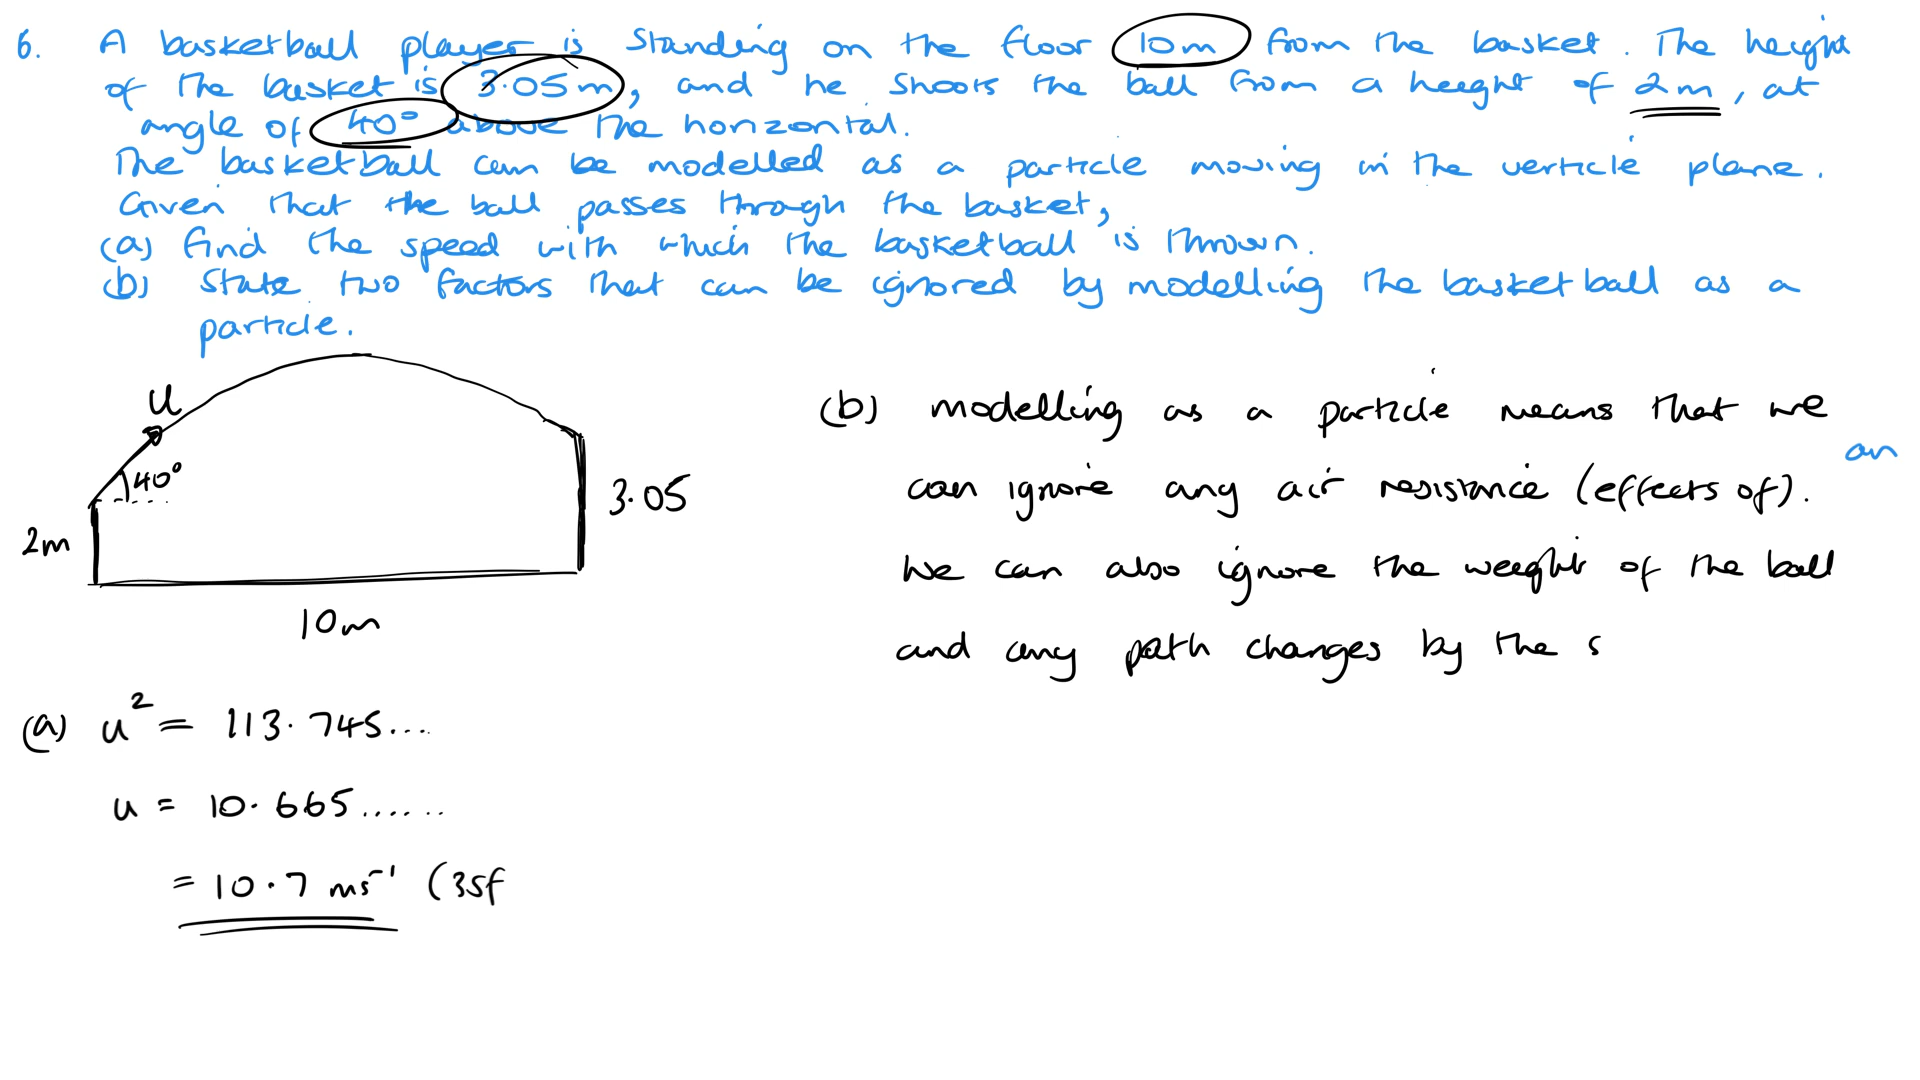 6. A basketball player is standing on the floor 10m from the basket. The height
of the basket is 3.05m, and he shoots the ball from a height of 2m, at an
angle of 40° above the horizontal.
The basketball can be modelled as a particle moving in the verticle plane.
Given that the ball passes through the basket,
(a) find the speed with which the basketball is thrown.
(b) State two factors that can be ignored by modelling the basketball as a
particle.
u
40°
2m
3.05
10m
(a) u² = 113.745....
u = 10.665......
= 10.7 ms⁻¹ (3sf
(b) modelling as a particle means that we
can ignore any air resistance (effects of).
We can also ignore the weight of the ball
and any path changes by the s